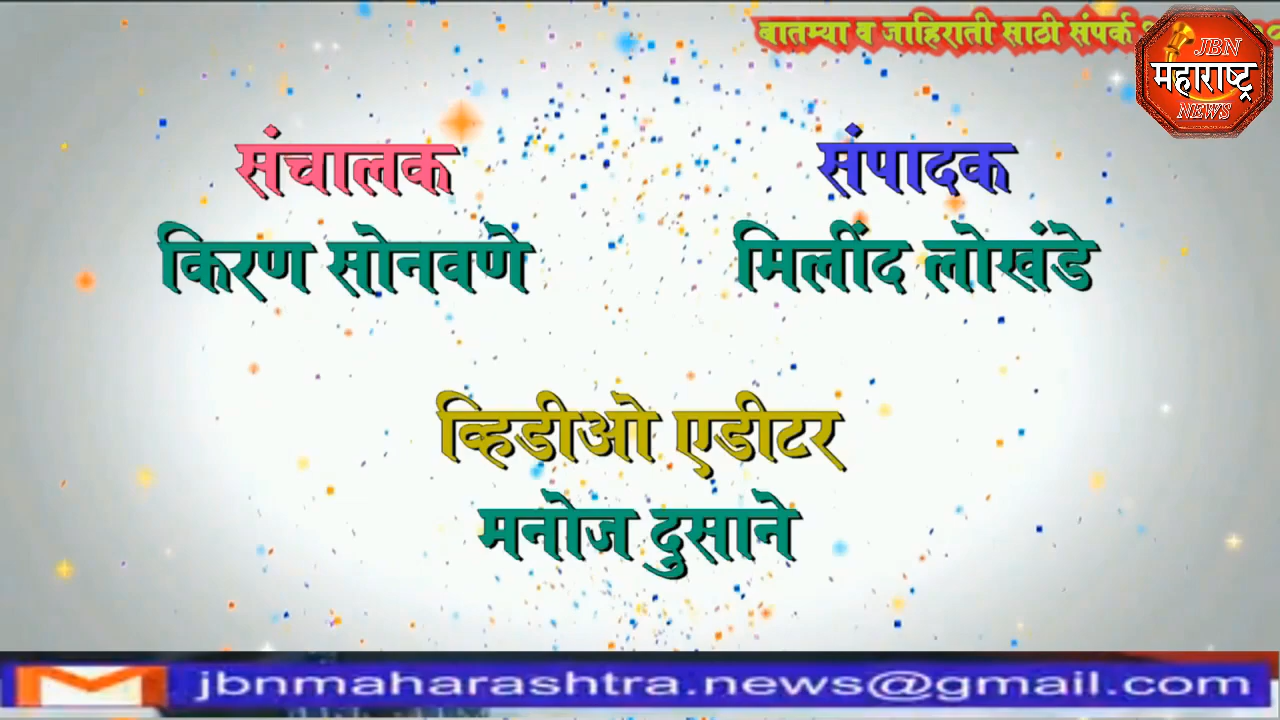 बातम्या व जाहिराती साठी संपर्क
JBN
महाराष्ट्र
NEWS
संचालक
संपादक
किरण सोनवणे
मिलींद लोखंडे
व्हिडीओ एडीटर
मनोज दुसाने
jbnmaharashtra.news@gmail.com